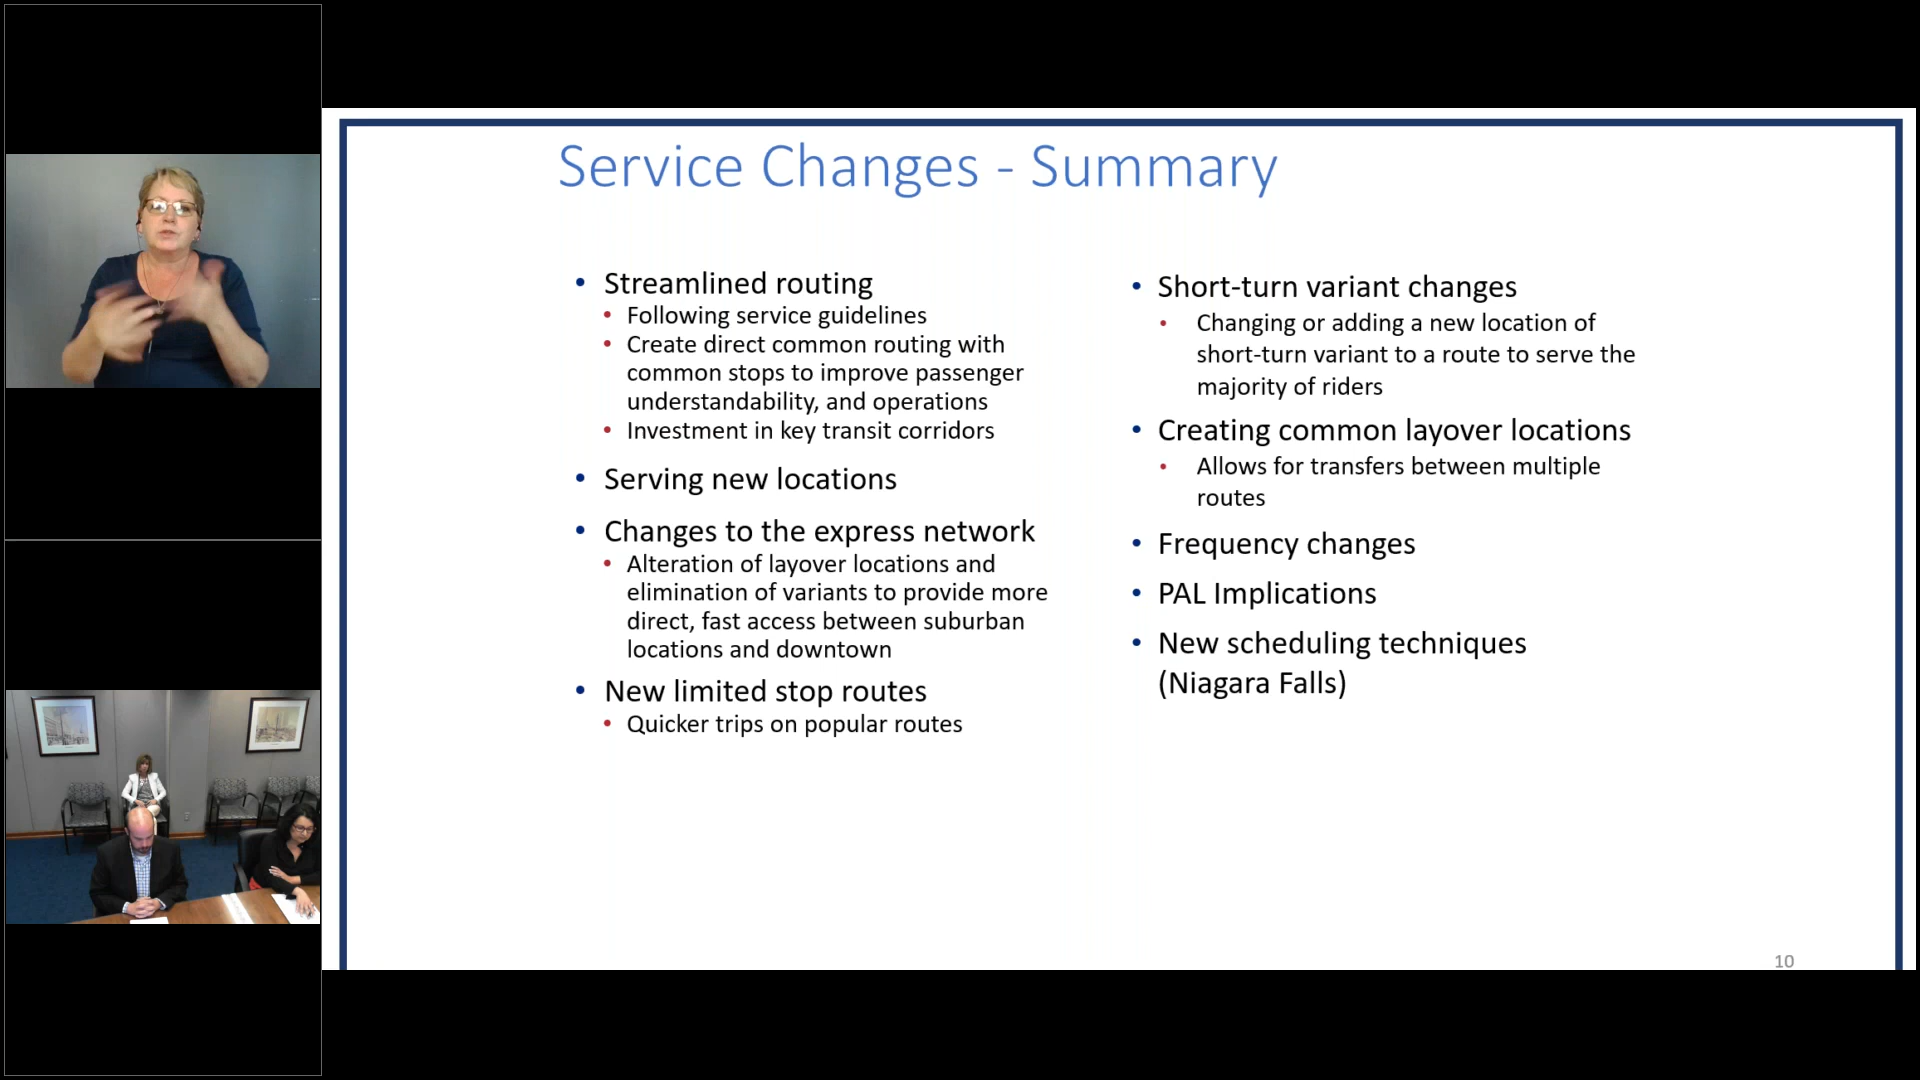 Service Changes - Summary
• Streamlined routing
• Following service guidelines
• Create direct common routing with
common stops to improve passenger
understandability, and operations
• Investment in key transit corridors
• Serving new locations
• Changes to the express network
• Alteration of layover locations and
elimination of variants to provide more
direct, fast access between suburban
locations and downtown
• New limited stop routes
• Quicker trips on popular routes
• Short-turn variant changes
• Changing or adding a new location of
short-turn variant to a route to serve the
majority of riders
• Creating common layover locations
• Allows for transfers between multiple
routes
• Frequency changes
• PAL Implications
• New scheduling techniques
(Niagara Falls)
10